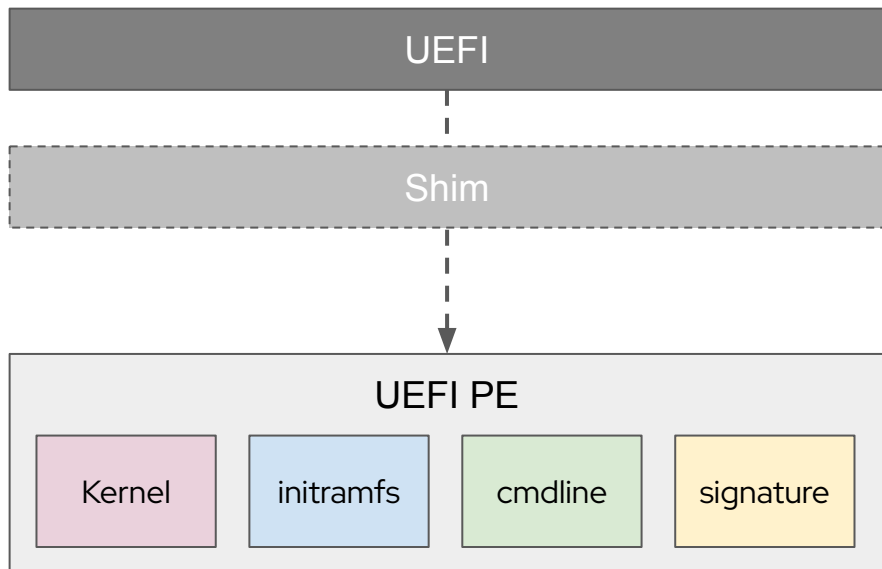 UEFI
Shim
UEFI PE
Kernel
initramfs
cmdline
signature